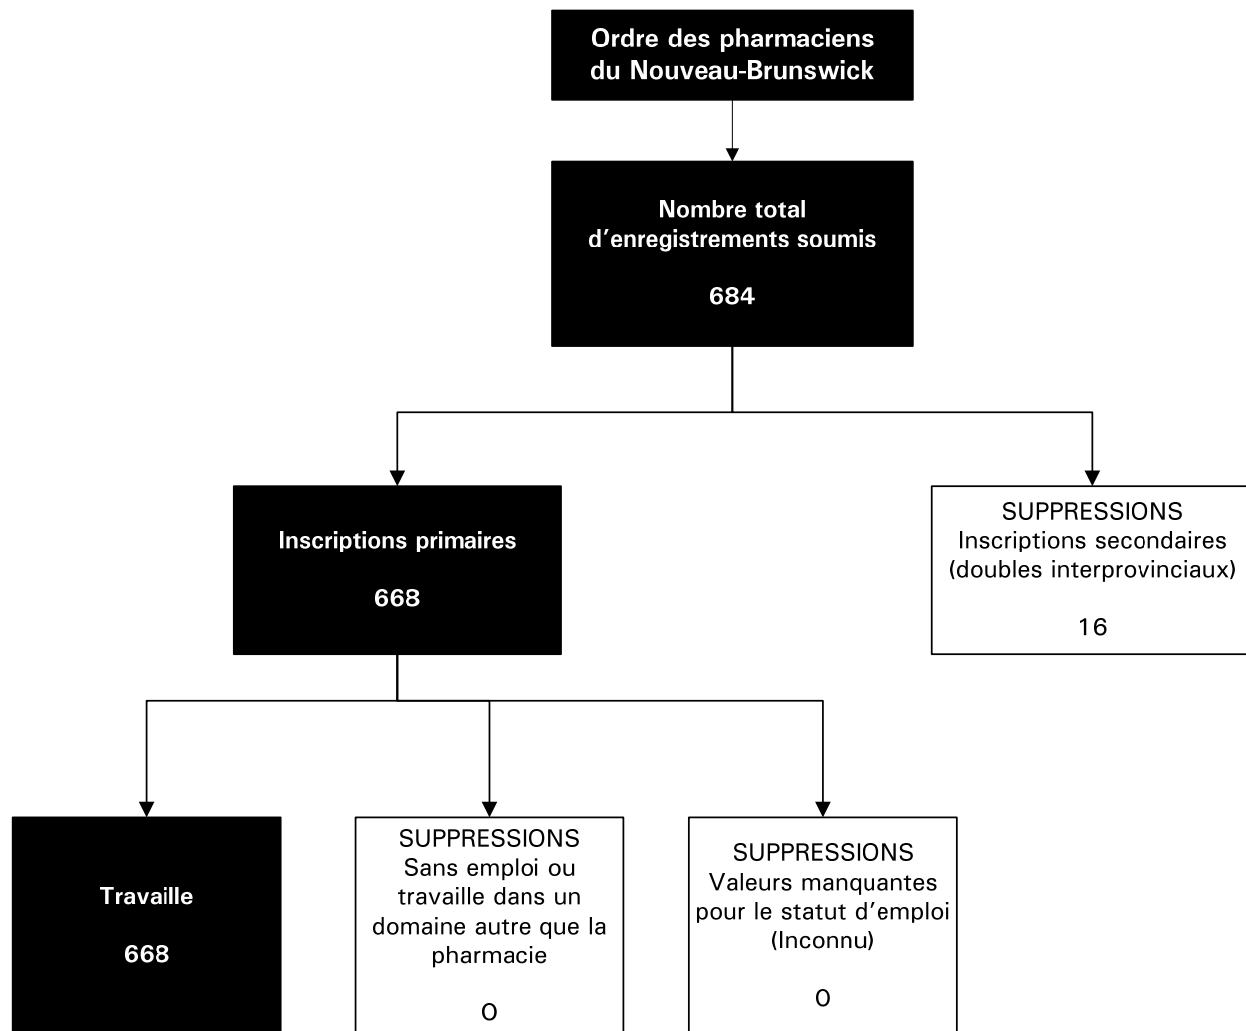 Ordre des pharmaciens
du Nouveau-Brunswick
Nombre total
d’enregistrements soumis
684
Inscriptions primaires
668
SUPPRESSIONS
Inscriptions secondaires
(doubles interprovinciaux)
16
Travaille
668
SUPPRESSIONS
Sans emploi ou
travaille dans un
domaine autre que la
pharmacie
0
SUPPRESSIONS
Valeurs manquantes
pour le statut d’emploi
(Inconnu)
0